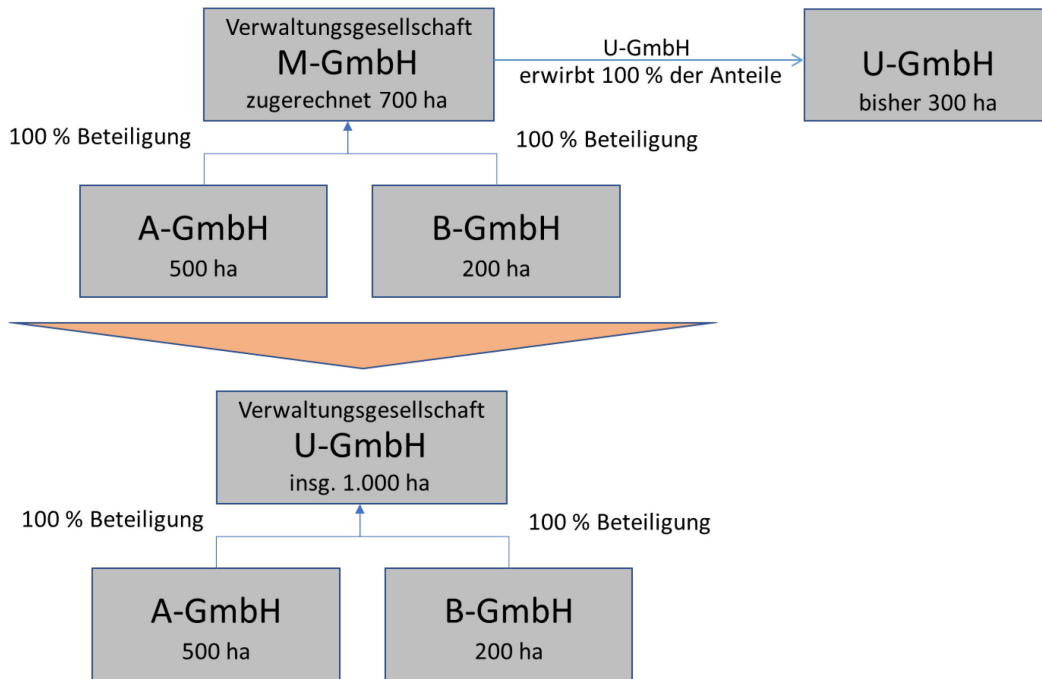 Verwaltungsgesellschaft
M-GmbH
zugerechnet 700 ha
U-GmbH
erwirbt 100 % der Anteile
U-GmbH
bisher 300 ha
100 % Beteiligung
100 % Beteiligung
A-GmbH
500 ha
B-GmbH
200 ha
Verwaltungsgesellschaft
U-GmbH
insg. 1.000 ha
100 % Beteiligung
100 % Beteiligung
A-GmbH
500 ha
B-GmbH
200 ha